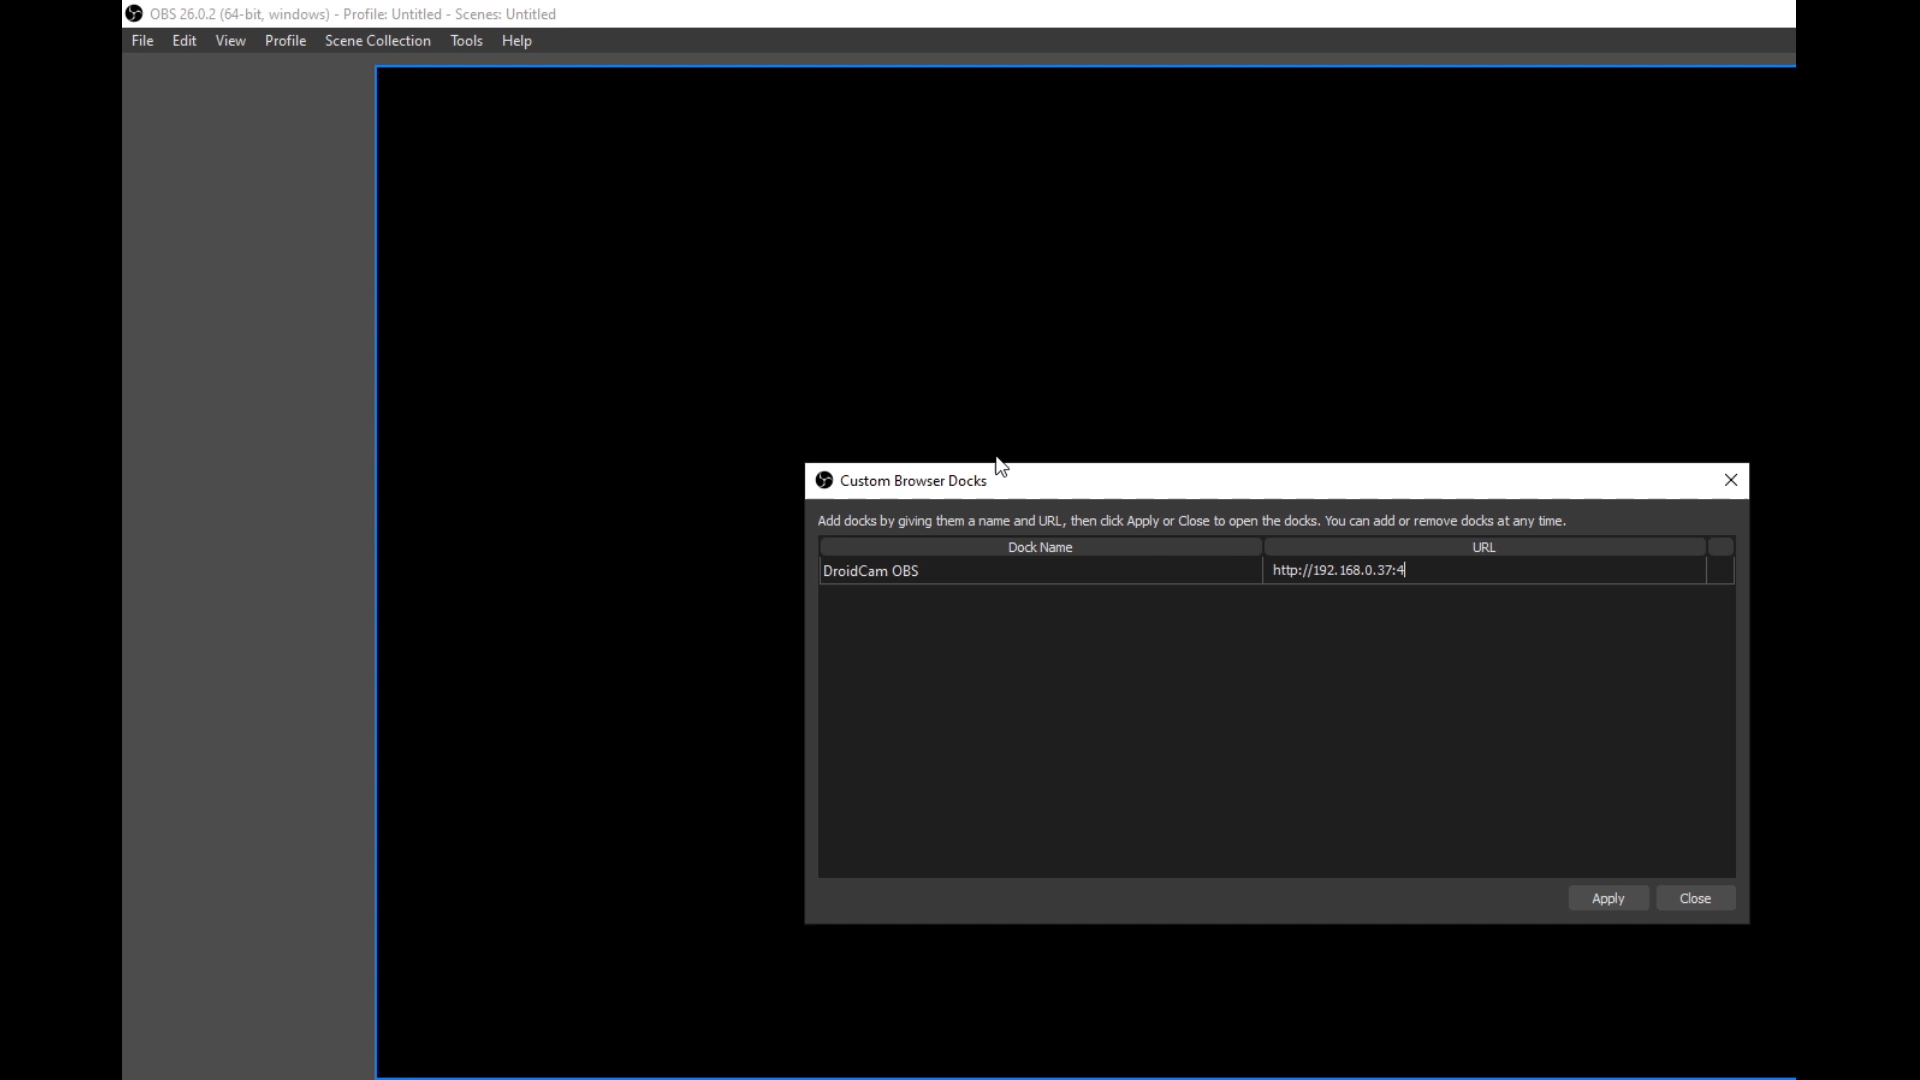 OBS 26.0.2 (64-bit, windows) - Profile: Untitled - Scenes: Untitled
File Edit View Profile Scene Collection Tools Help
Custom Browser Docks
Add docks by giving them a name and URL, then click Apply or Close to open the docks. You can add or remove docks at any time.
Dock Name URL
DroidCam OBS http://192.168.0.37:4
Apply Close